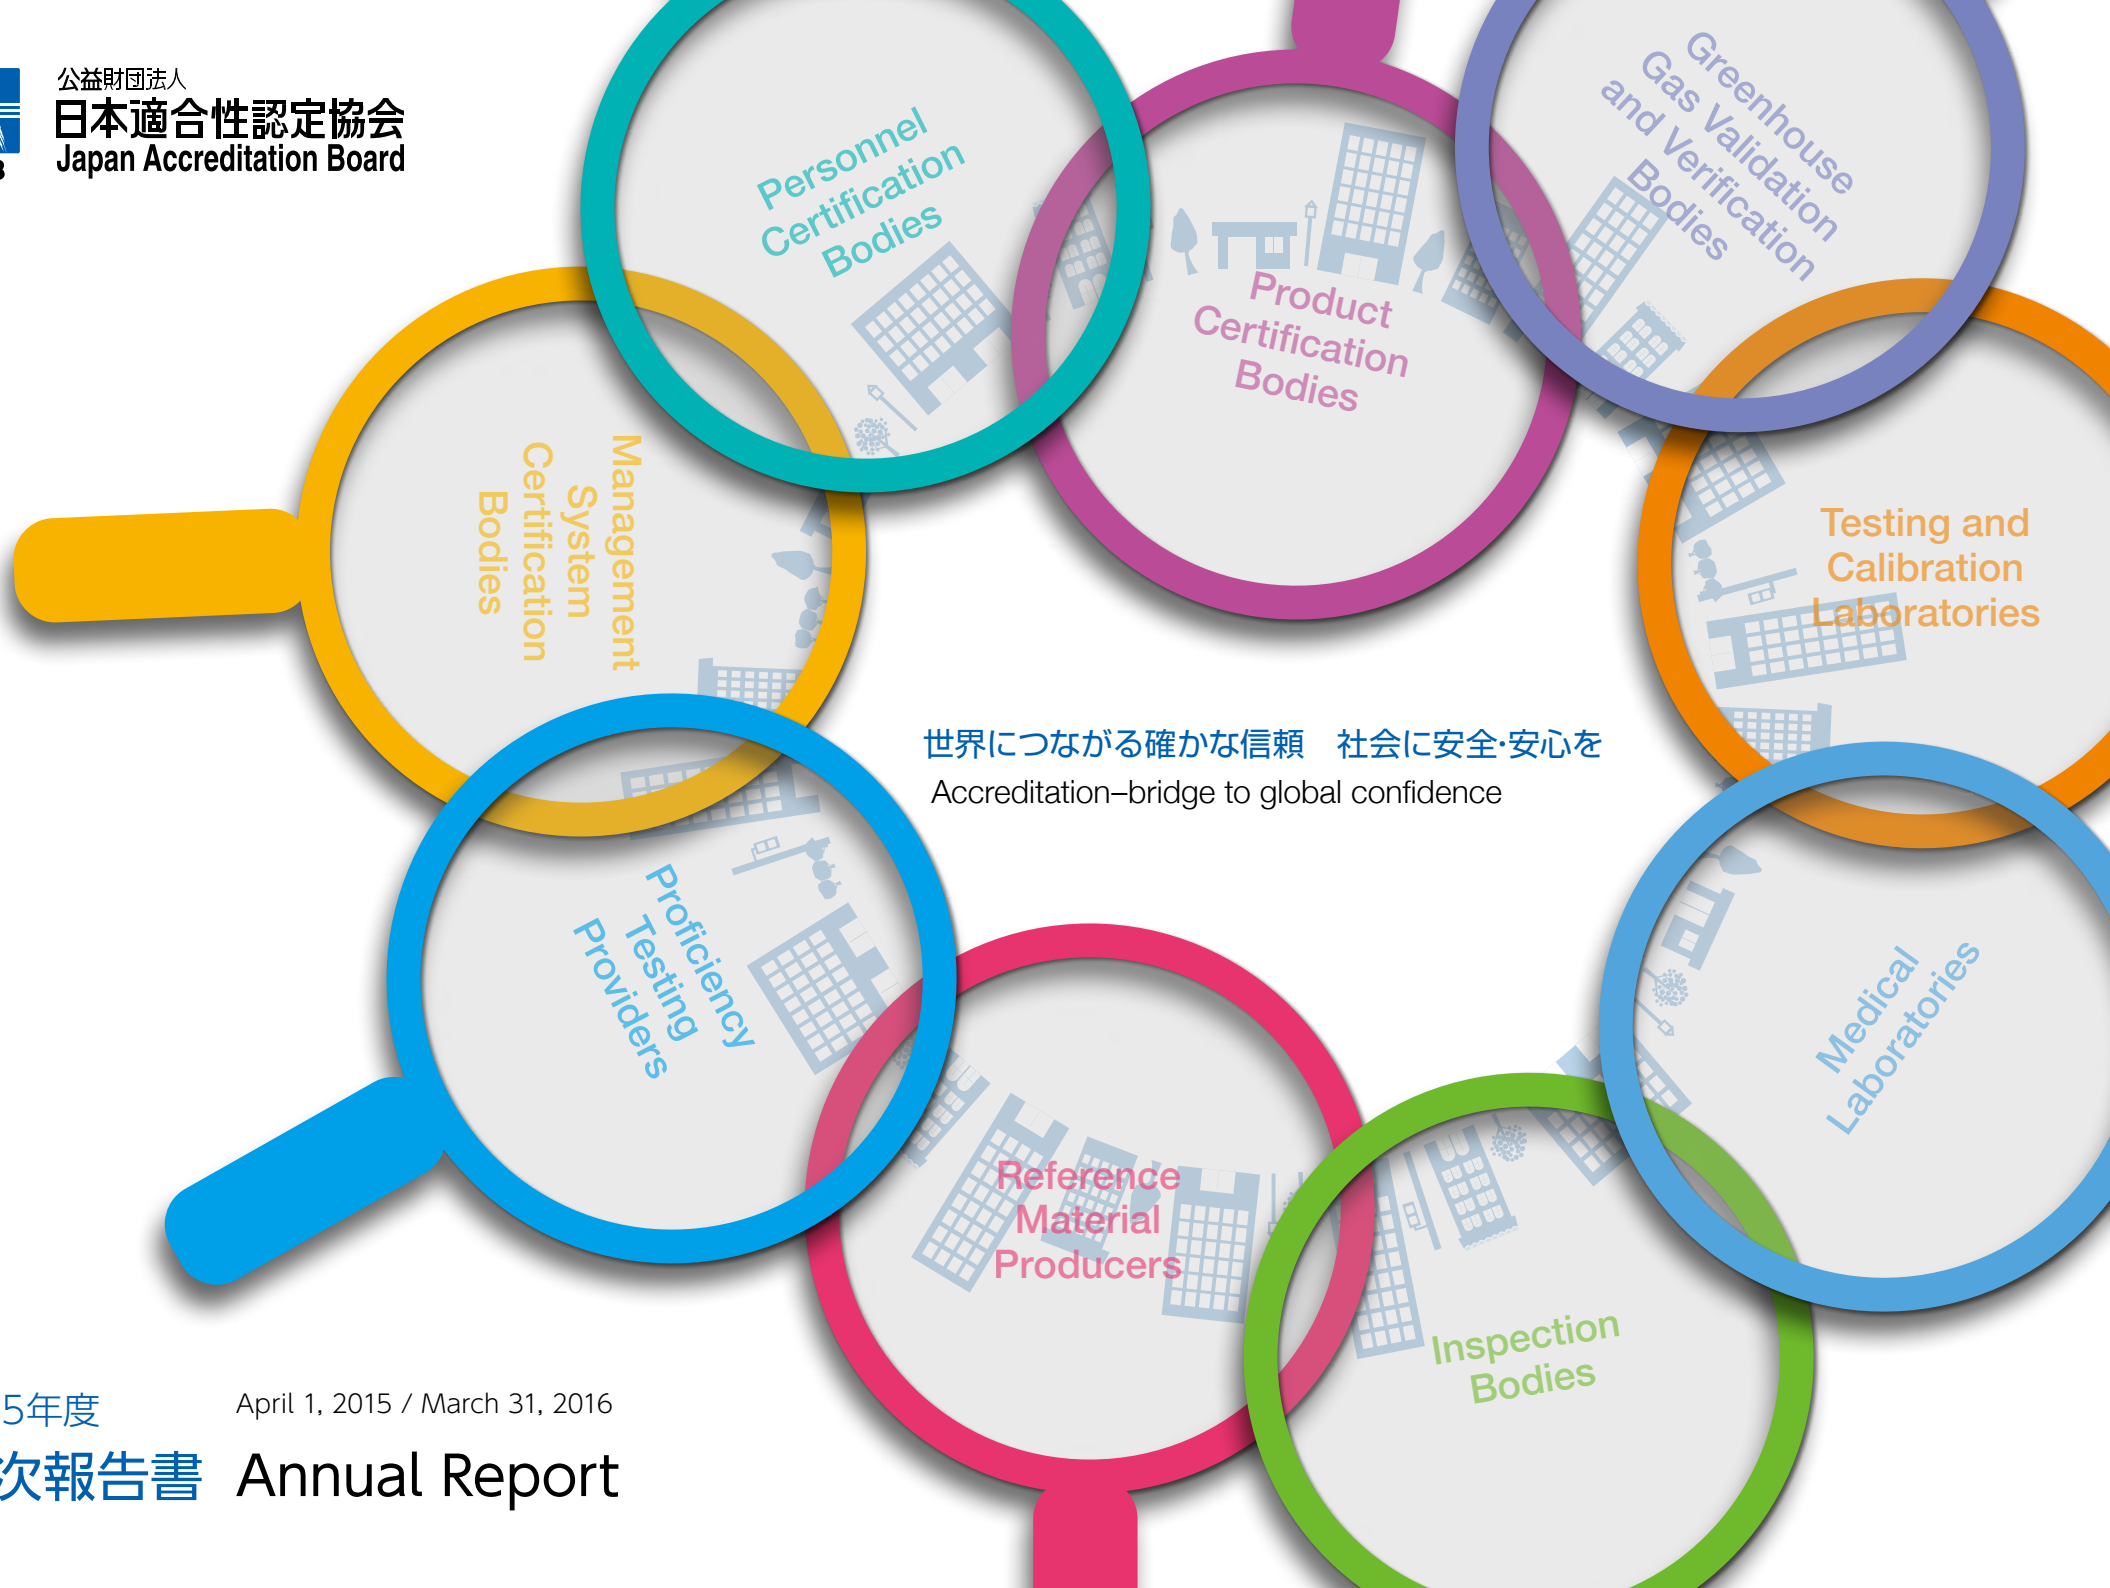 公益財団法人
日本適合性認定協会
Japan Accreditation Board
Personnel
Certification
Bodies
Product
Certification
Bodies
Greenhouse
Gas Validation
and Verification
Bodies
Management
System
Certification
Bodies
Testing and
Calibration
Laboratories
世界につながる確かな信頼 社会に安全・安心を
Accreditation–bridge to global confidence
Proficiency
Testing
Providers
Medical
Laboratories
Reference
Material
Producers
Inspection
Bodies
5年度
April 1, 2015 / March 31, 2016
次報告書 Annual Report